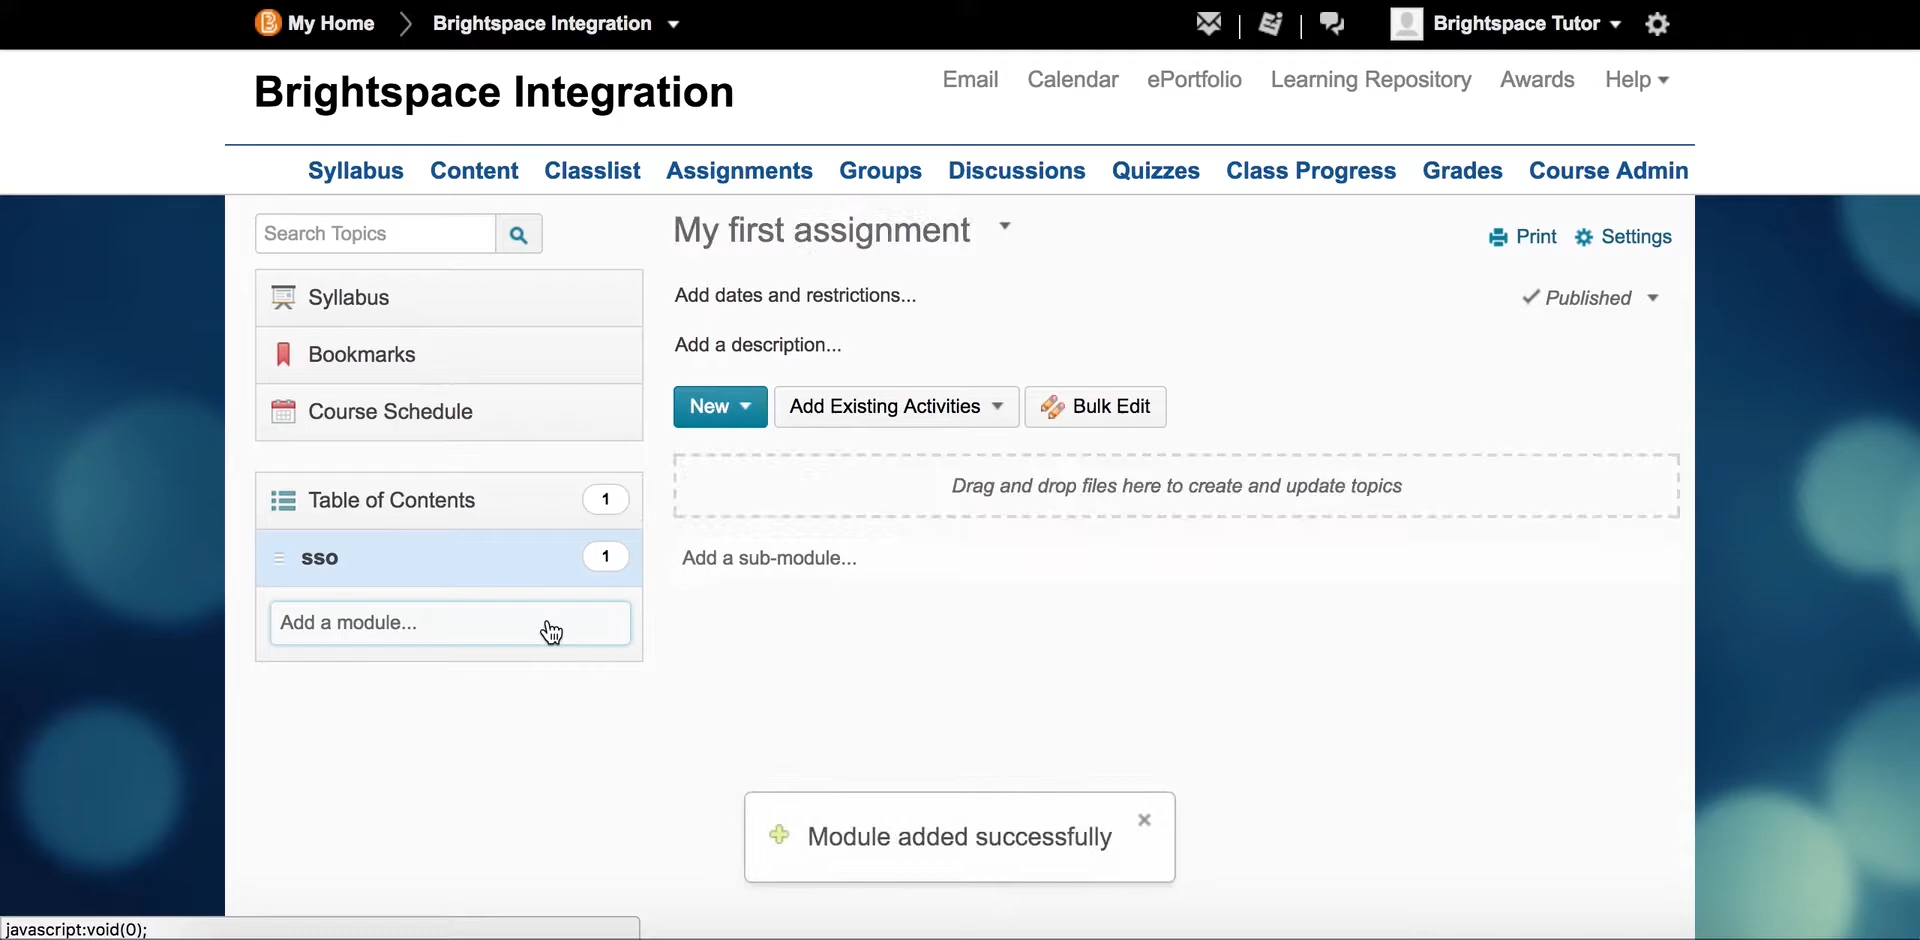 My Home
Brightspace Integration
Brightspace Tutor
Brightspace Integration
Email Calendar ePortfolio Learning Repository Awards Help
Syllabus Content Classlist Assignments Groups Discussions Quizzes Class Progress Grades Course Admin
Search Topics
Syllabus
Bookmarks
Course Schedule
Table of Contents 1
sso 1
Add a module...
My first assignment
Print Settings
Add dates and restrictions...
Published
Add a description...
New Add Existing Activities Bulk Edit
Drag and drop files here to create and update topics
Add a sub-module...
Module added successfully
javascript:void(0);